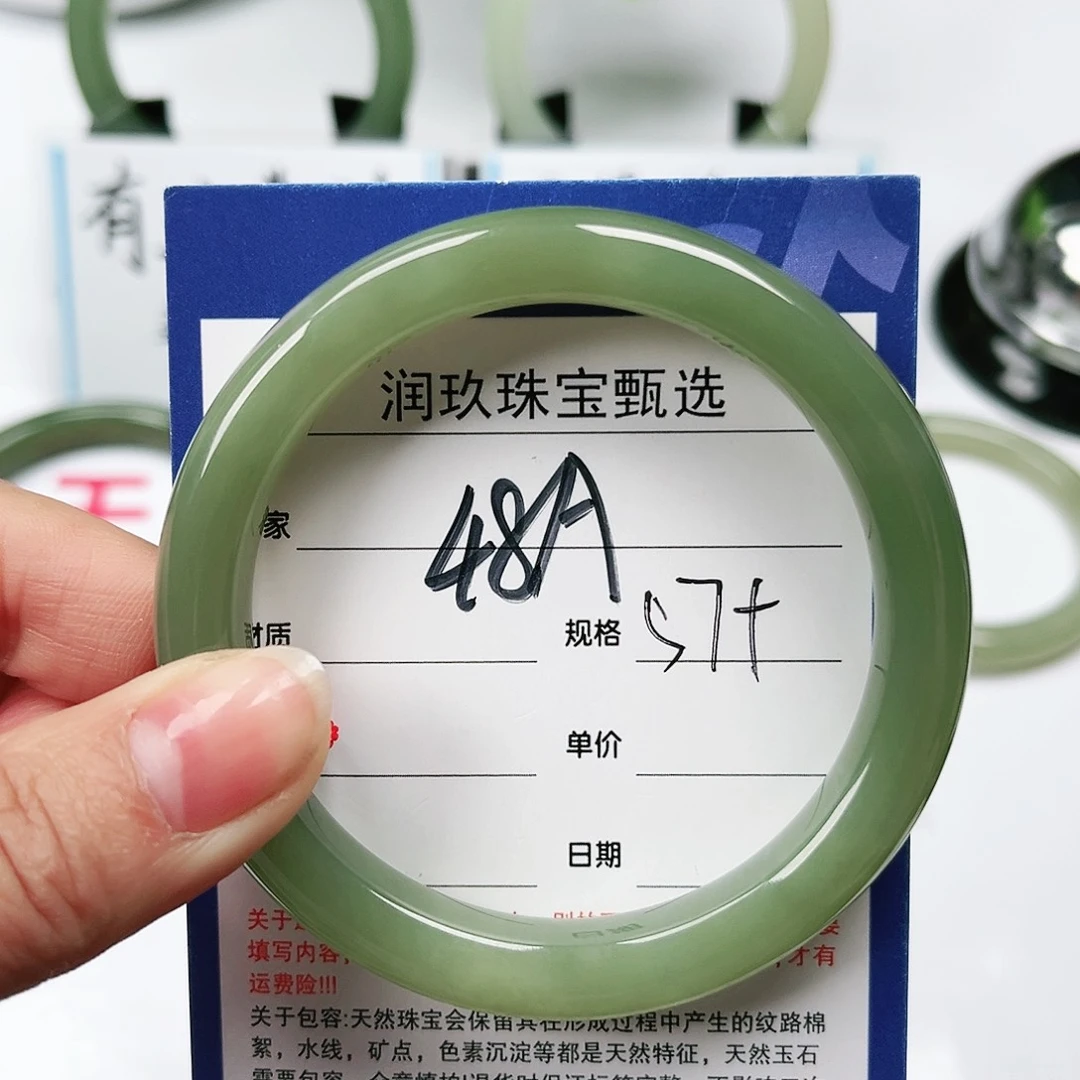 有
润玖珠宝甄选
家
48A
材质
规格 57+
单价
日期
关于
填写内容,
才有
运费险!!!
关于包容:天然珠宝会保留其在形成过程中产生的纹路棉
絮，水线，矿点，色素沉淀等都是天然特征，天然玉石